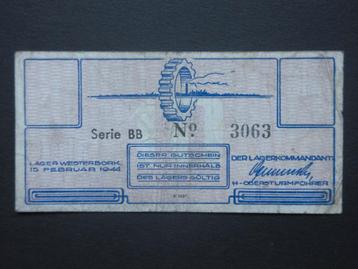 Serie BB Nº 3063
LAGER WESTERBORK
15 FEBRUAR 1944
DIESER GUTSCHEIN
IST NUR INNERHALB
DES LAGERS GÜLTIG
DER LAGERKOMMANDANT:
OBERSTURMFÜHRER